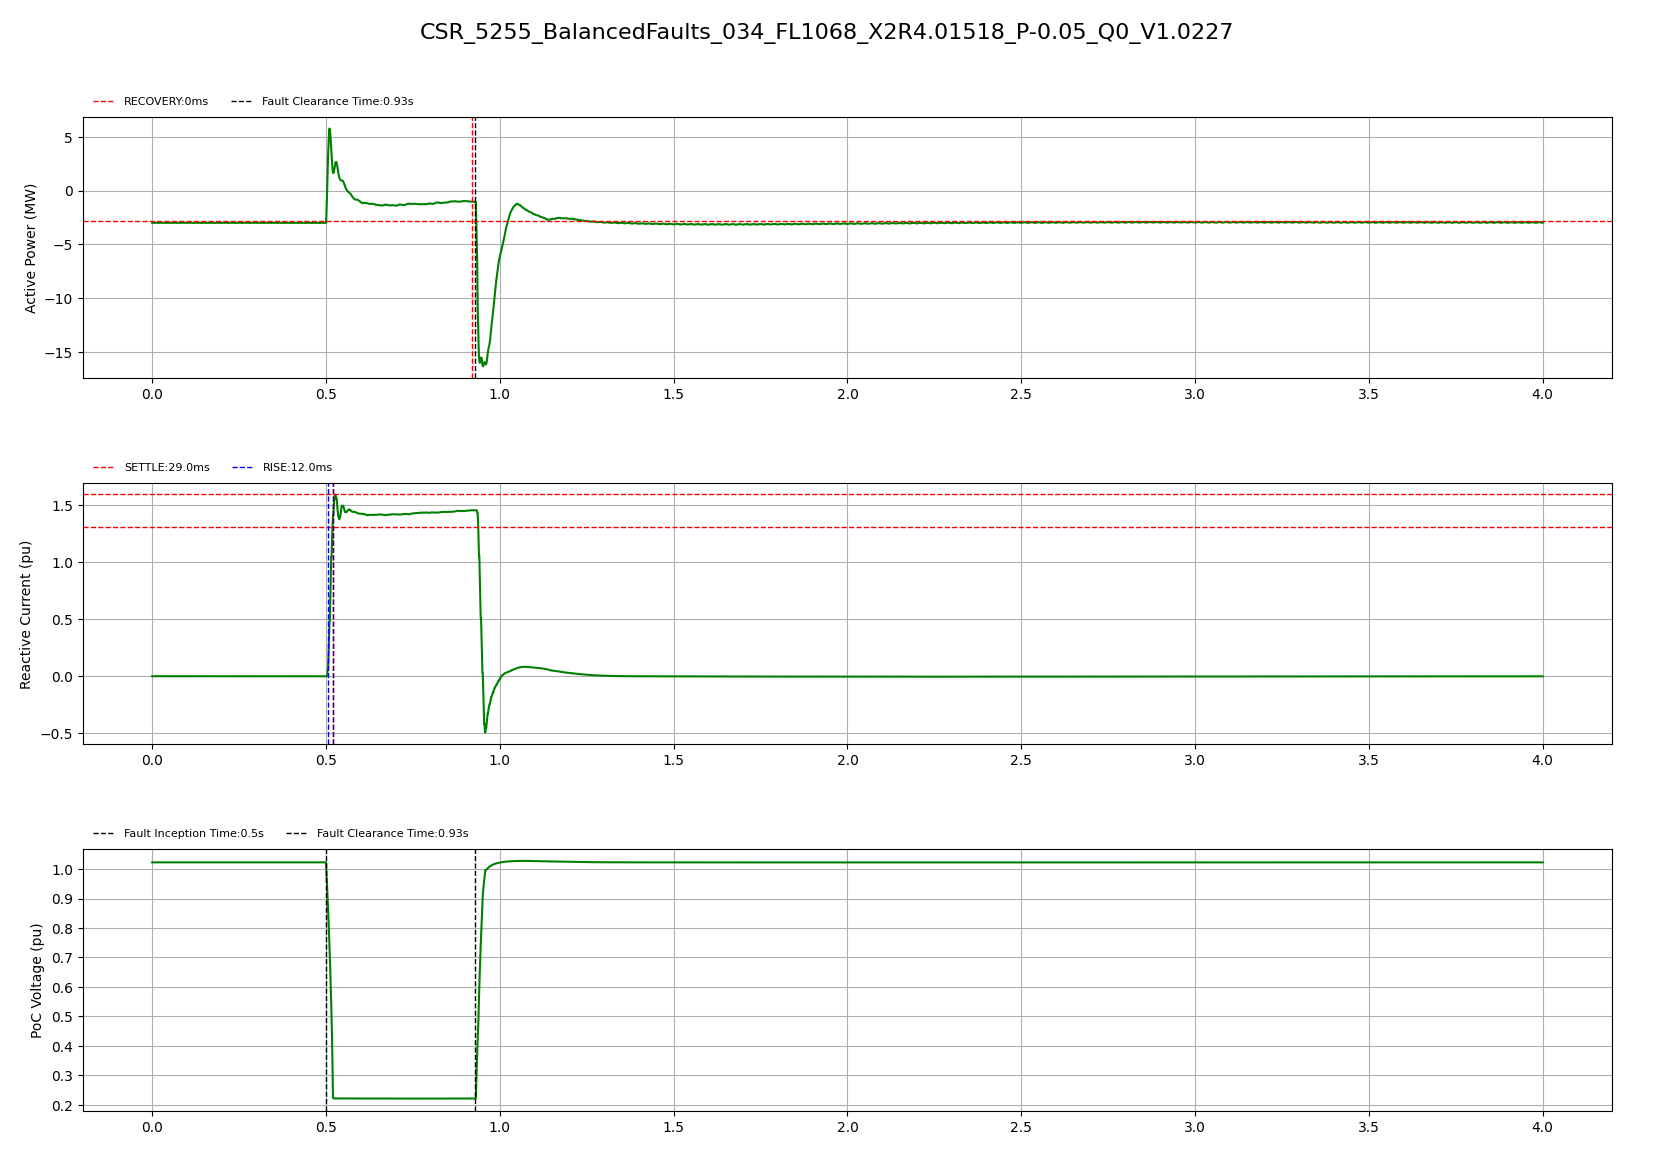 CSR_5255_BalancedFaults_034_FL1068_X2R4.01518_P-0.05_Q0_V1.0227
RECOVERY:0ms Fault Clearance Time:0.93s
Active Power (MW)
5
0
−5
−10
−15
0.0 0.5 1.0 1.5 2.0 2.5 3.0 3.5 4.0
SETTLE:29.0ms RISE:12.0ms
Reactive Current (pu)
1.5
1.0
0.5
0.0
−0.5
0.0 0.5 1.0 1.5 2.0 2.5 3.0 3.5 4.0
Fault Inception Time:0.5s Fault Clearance Time:0.93s
PoC Voltage (pu)
1.0
0.9
0.8
0.7
0.6
0.5
0.4
0.3
0.2
0.0 0.5 1.0 1.5 2.0 2.5 3.0 3.5 4.0